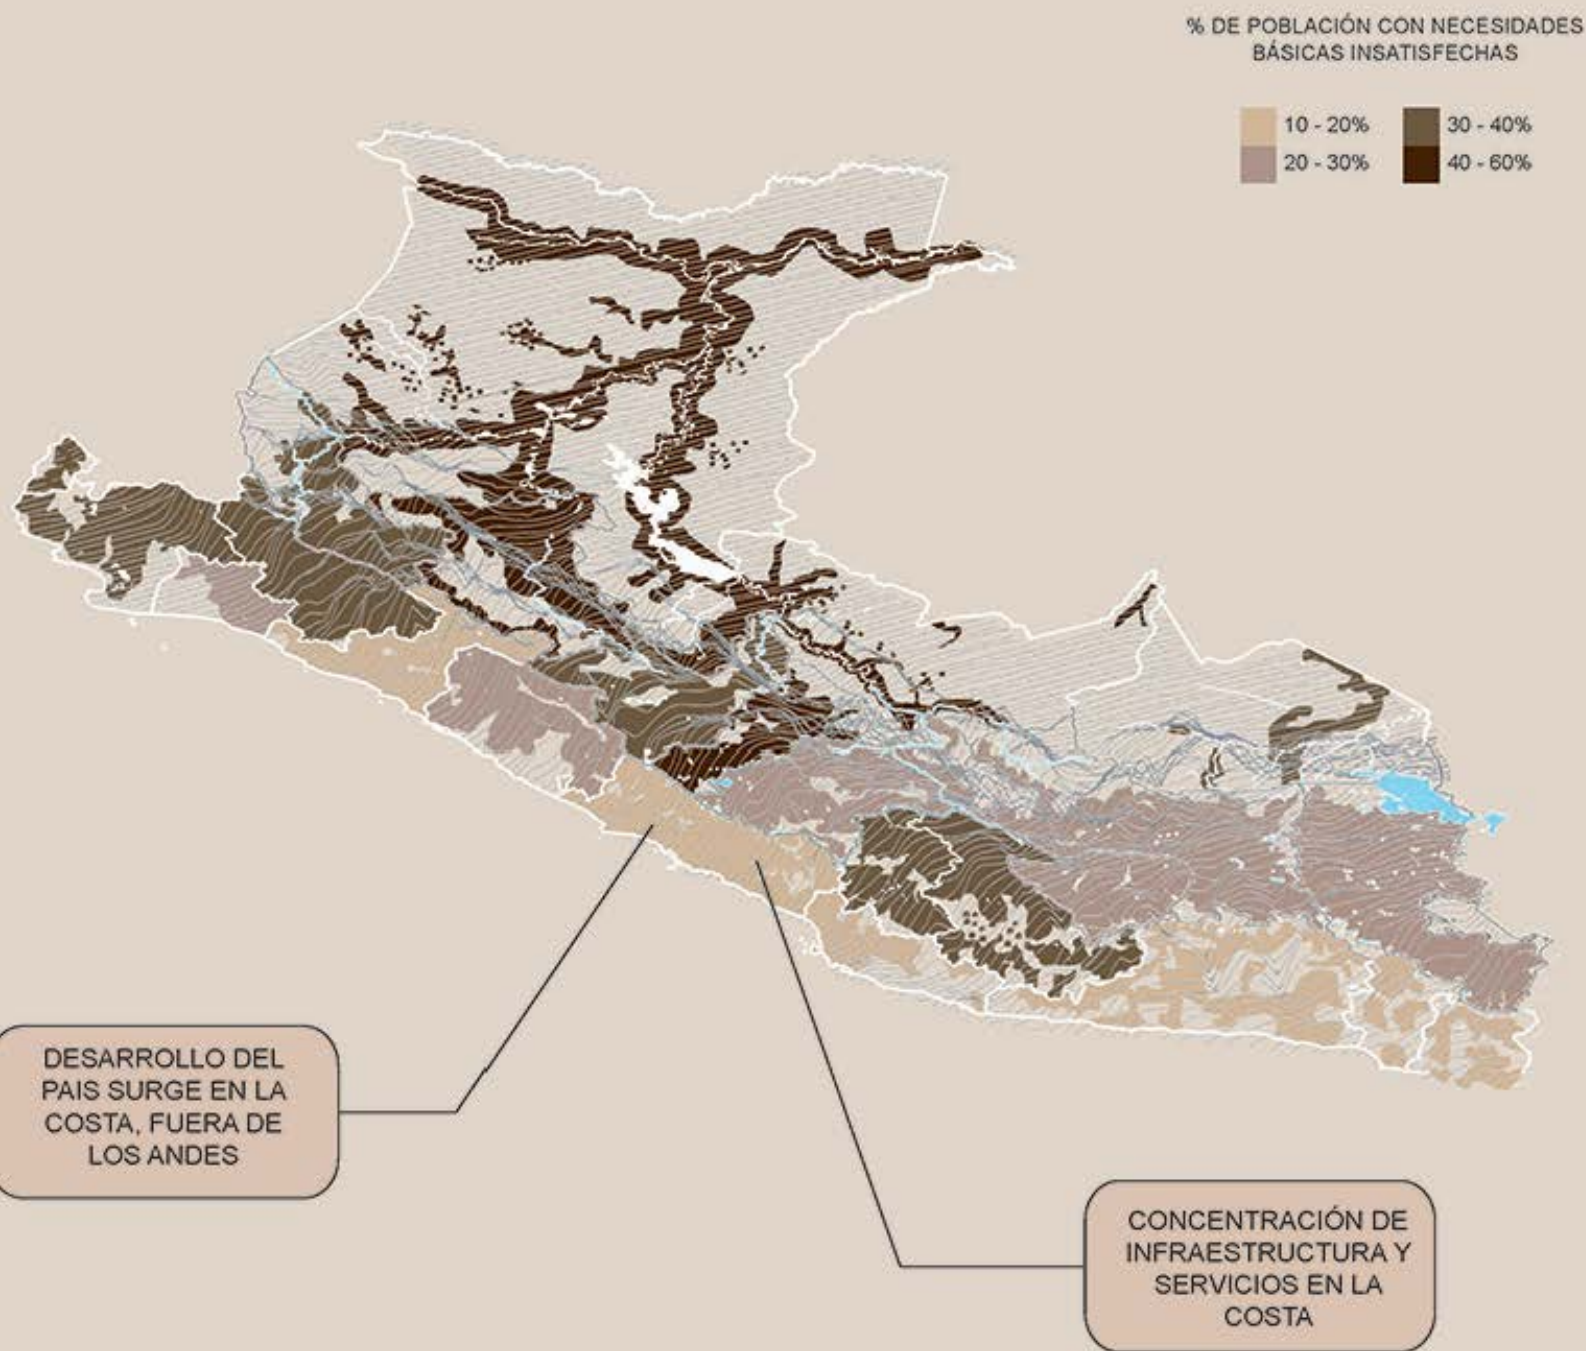 % DE POBLACIÓN CON NECESIDADES
BÁSICAS INSATISFECHAS
10 - 20%
30 - 40%
20 - 30%
40 - 60%
DESARROLLO DEL
PAIS SURGE EN LA
COSTA, FUERA DE
LOS ANDES
CONCENTRACIÓN DE
INFRAESTRUCTURA Y
SERVICIOS EN LA
COSTA